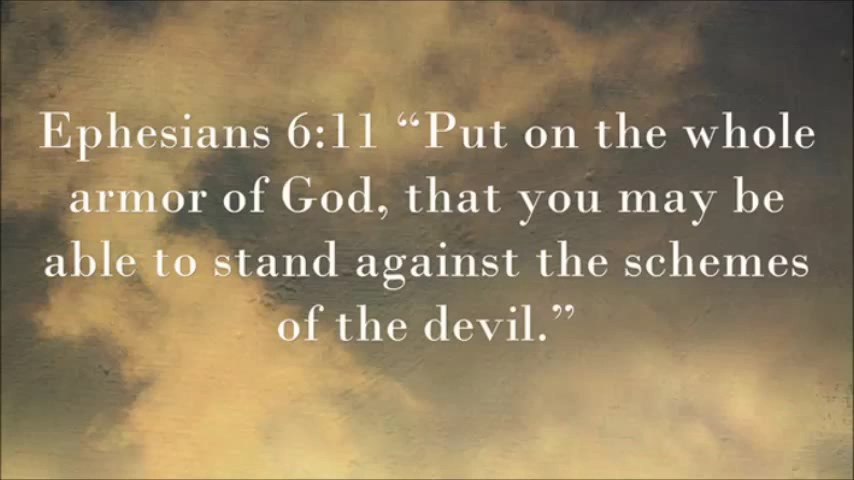 Ephesians 6:11 “Put on the whole
armor of God, that you may be
able to stand against the schemes
of the devil.”